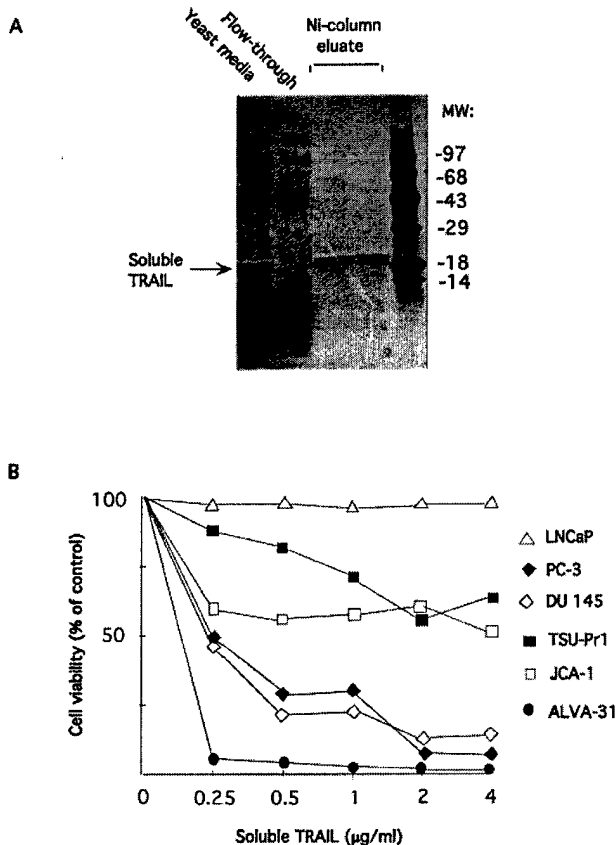 A
Yeast media
Flow-through
Ni-column
eluate
MW:
-97
-68
-43
-29
-18
-14
Soluble
TRAIL
B
Cell viability (% of control)
100
50
0
0.25
0.5
1
2
4
Soluble TRAIL (µg/ml)
LNCaP
PC-3
DU 145
TSU-Pr1
JCA-1
ALVA-31